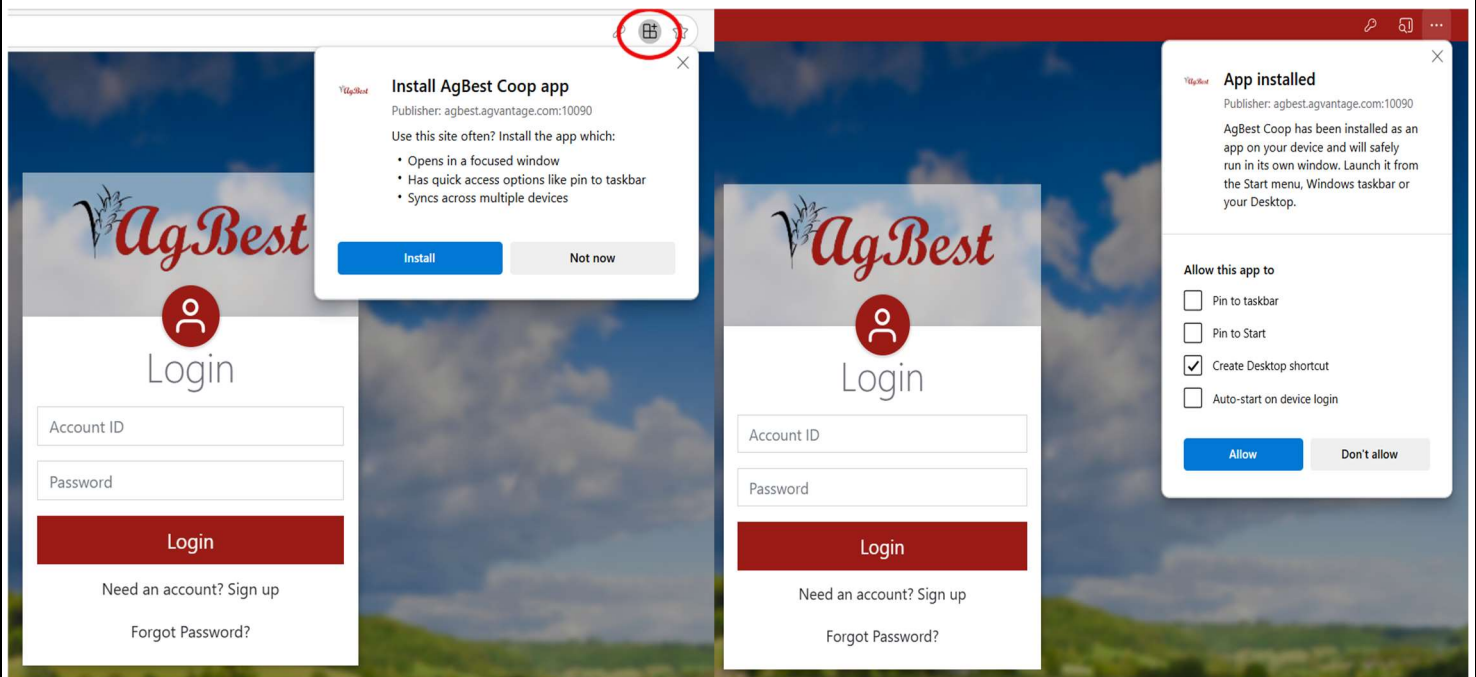 Install AgBest Coop app
Publisher: agbest.agvantage.com:10090
Use this site often? Install the app which:
• Opens in a focused window
• Has quick access options like pin to taskbar
• Syncs across multiple devices
Install
Not now
AgBest
AgBest
Login
Account ID
Password
Login
Need an account? Sign up
Forgot Password?
AgBest
App installed
Publisher: agbest.agvantage.com:10090
AgBest Coop has been installed as an
app on your device and will safely
run in its own window. Launch it from
the Start menu, Windows taskbar or
your Desktop.
Allow this app to
Pin to taskbar
Pin to Start
Create Desktop shortcut
Auto-start on device login
Allow
Don't allow
AgBest
Login
Account ID
Password
Login
Need an account? Sign up
Forgot Password?